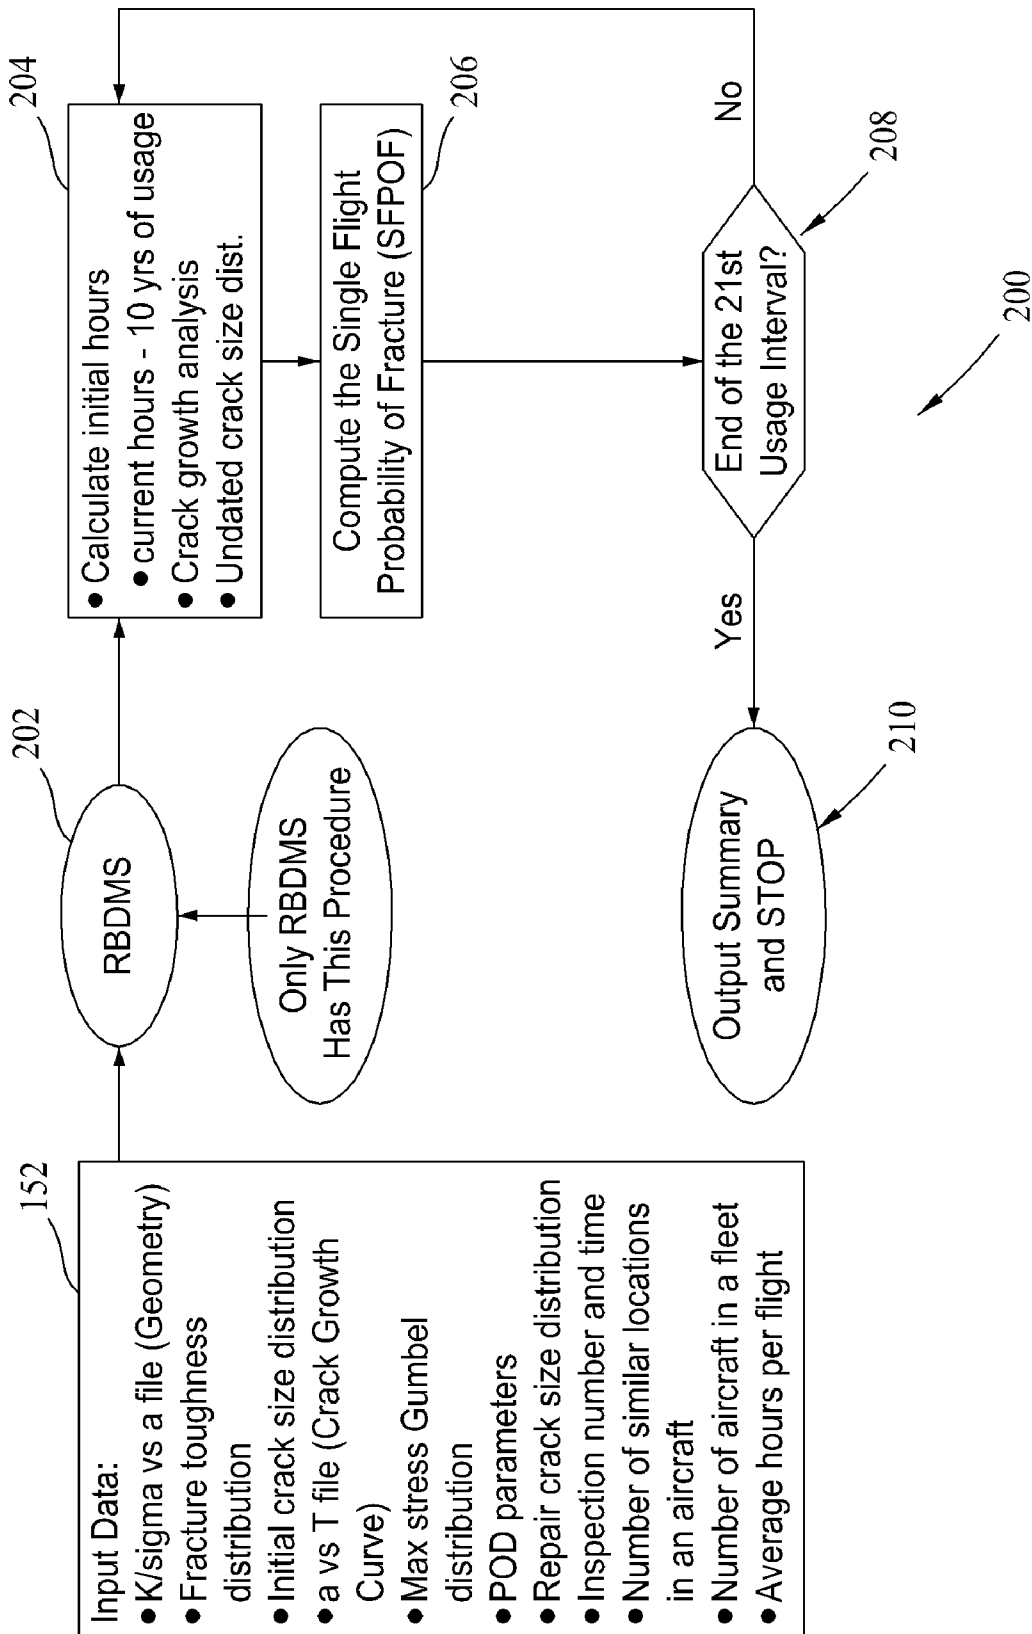 152
Input Data:
● K/sigma vs a file (Geometry)
● Fracture toughness
distribution
● Initial crack size distribution
● a vs T file (Crack Growth
Curve)
● Max stress Gumbel
distribution
● POD parameters
● Repair crack size distribution
● Inspection number and time
● Number of similar locations
in an aircraft
● Number of aircraft in a fleet
● Average hours per flight
202
RBDMS
Only RBDMS
Has This Procedure
204
● Calculate initial hours
● current hours - 10 yrs of usage
● Crack growth analysis
● Undated crack size dist.
206
Compute the Single Flight
Probability of Fracture (SFPOF)
208
End of the 21st
Usage Interval?
No
Yes
210
Output Summary
and STOP
200